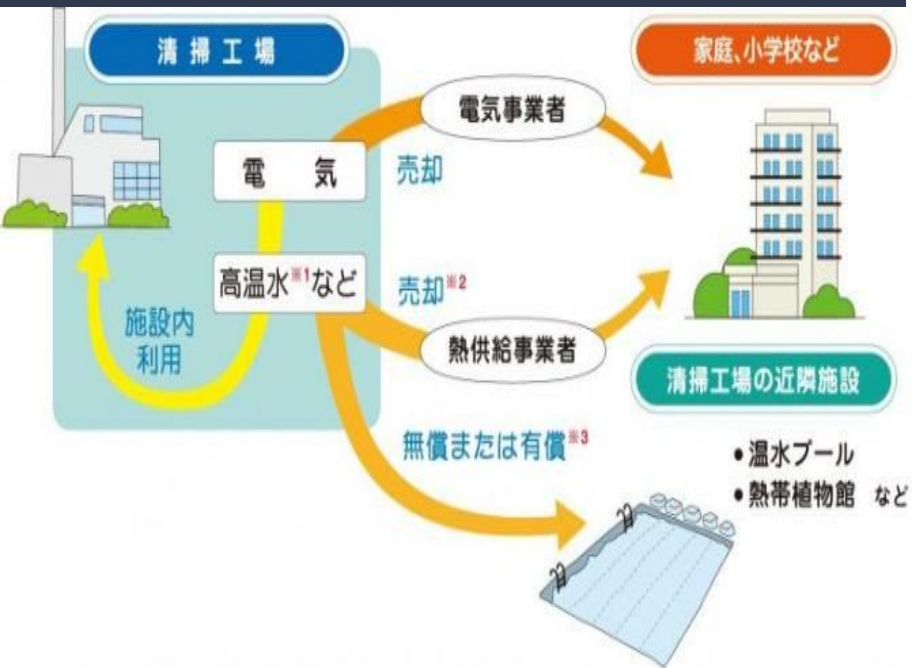 清掃工場
家庭、小学校など
電気事業者
電気
売却
高温水※1など
売却※2
施設内
利用
熱供給事業者
清掃工場の近隣施設
無償または有償※3
•温水プール
•熱帯植物館 など